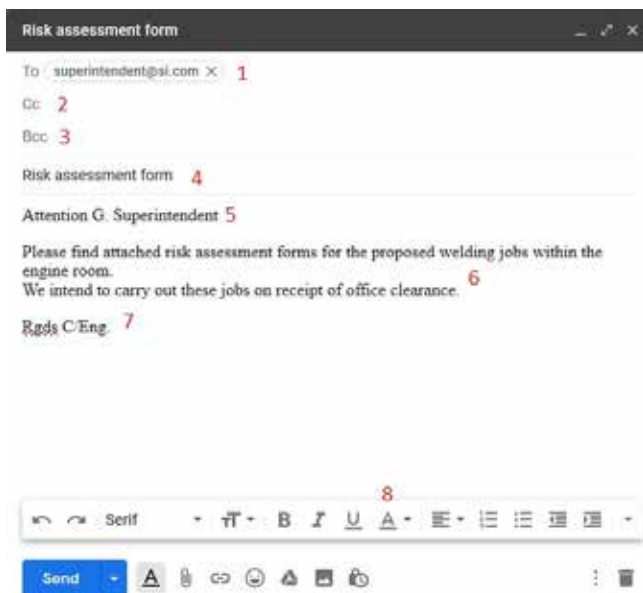 Risk assessment form
To superintendent@si.com × 1
Cc 2
Bcc 3
Risk assessment form 4
Attention G. Superintendent 5
Please find attached risk assessment forms for the proposed welding jobs within the
engine room.
6
We intend to carry out these jobs on receipt of office clearance.
Rgds C/Eng. 7
8
Serif B I U A
Send A